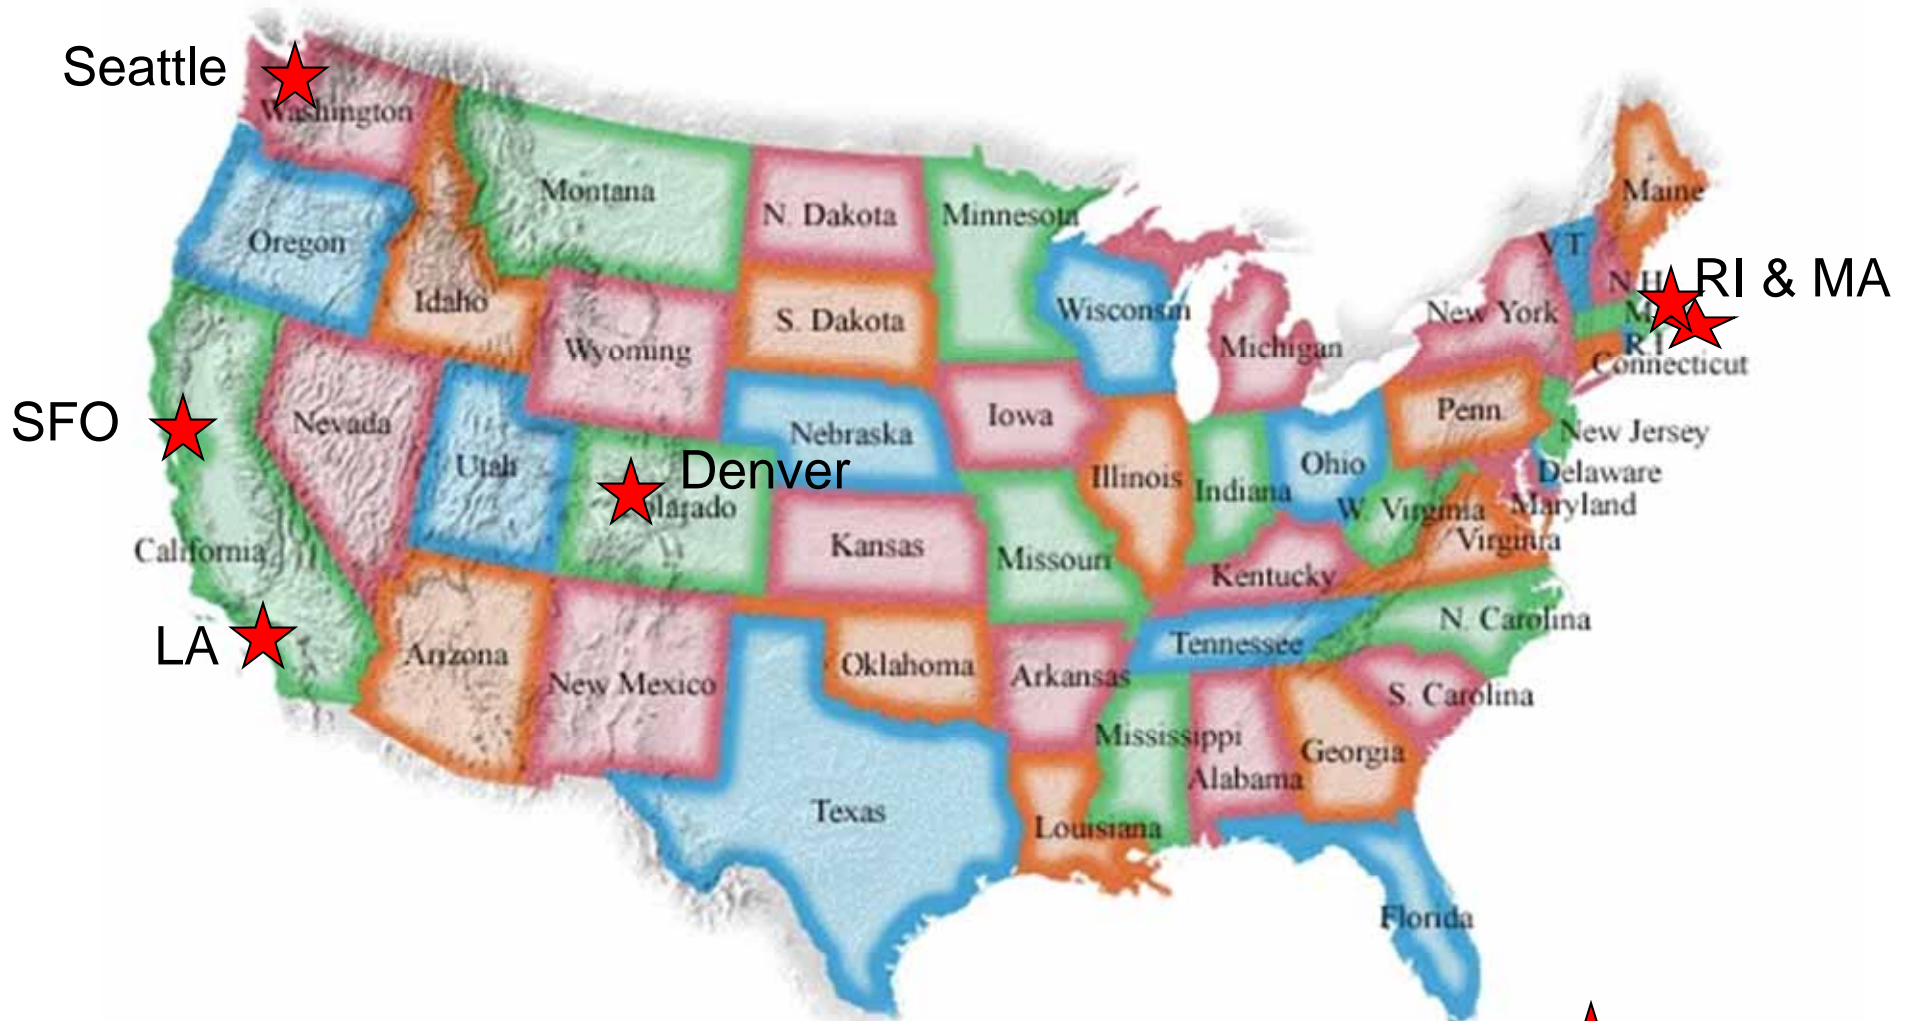 Seattle
Washington
Montana
N. Dakota
Minnesota
Maine
Oregon
VT
Idaho
N.H.
RI & MA
Wyoming
S. Dakota
Wisconsin
New York
Michigan
R.I
Connecticut
SFO
Nevada
Utah
Nebraska
Iowa
Penn
New Jersey
Denver
Illinois
Indiana
Ohio
Delaware
W. Virginia
Maryland
California
Kansas
Missouri
Kentucky
Virginia
LA
Arizona
New Mexico
Oklahoma
Arkansas
Tennessee
N. Carolina
S. Carolina
Mississippi
Alabama
Georgia
Texas
Louisiana
Florida